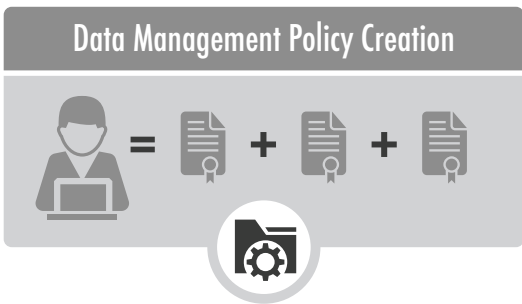 Data Management Policy Creation
= + +